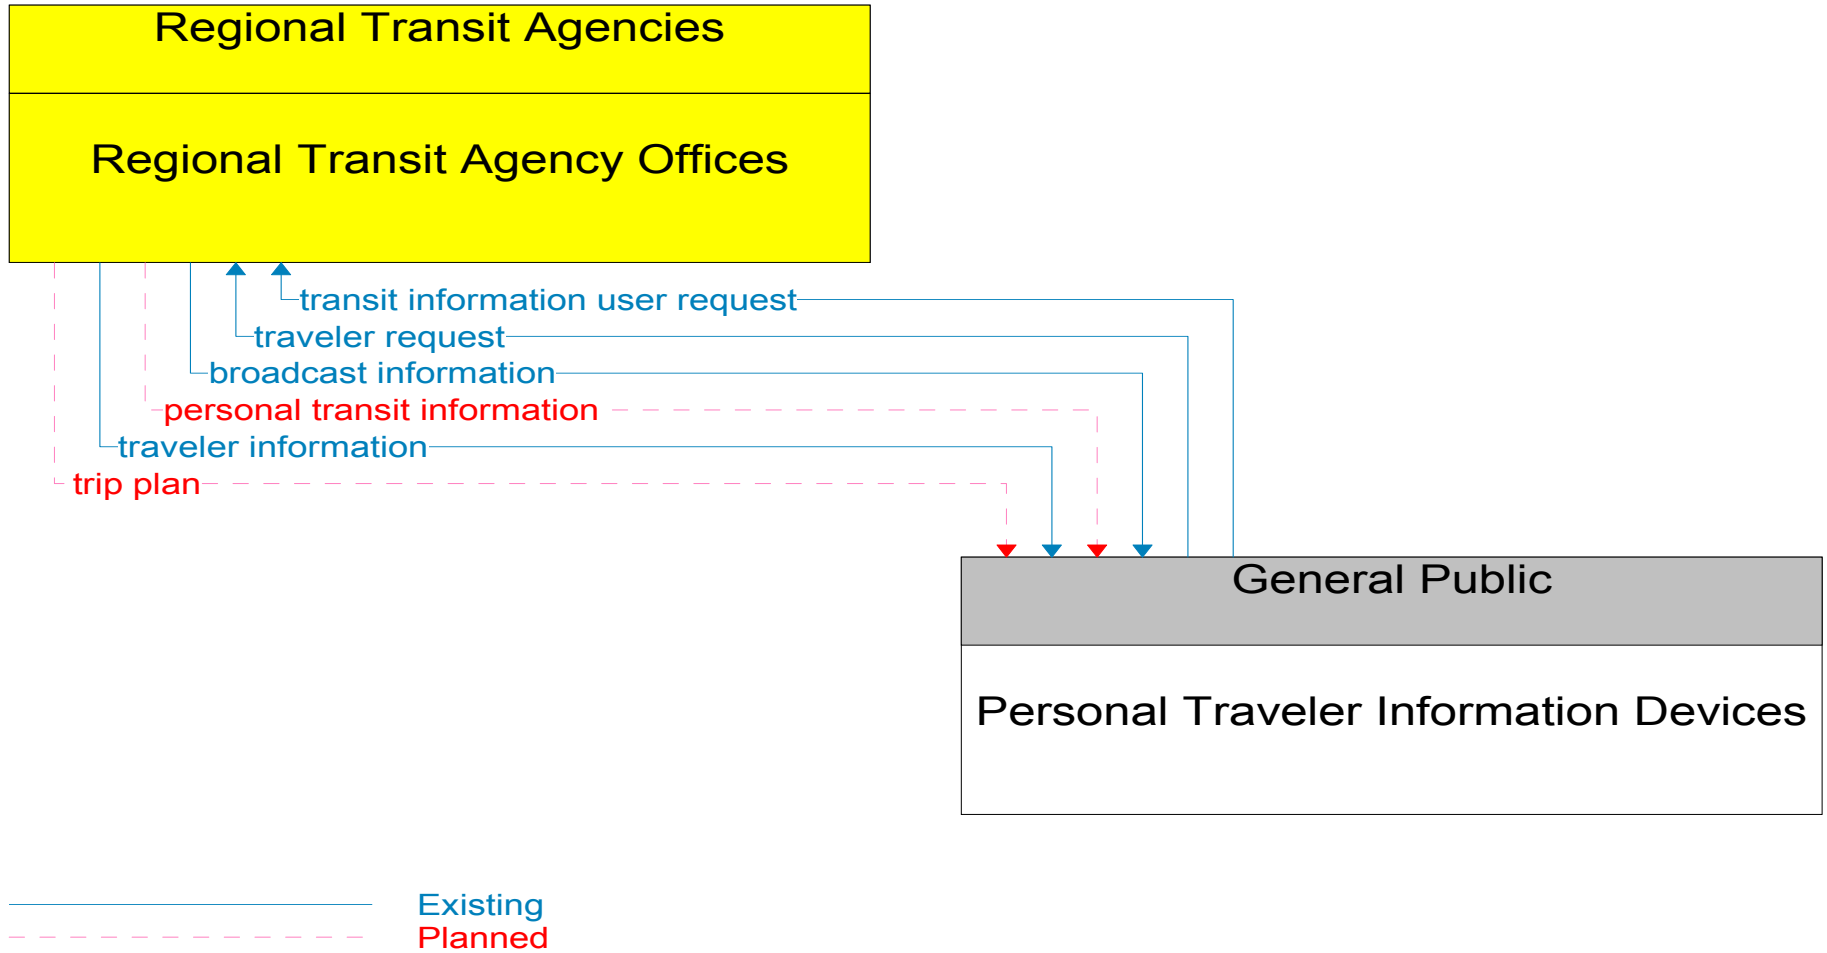 Regional Transit Agencies
Regional Transit Agency Offices
transit information user request
traveler request
broadcast information
personal transit information
traveler information
trip plan
General Public
Personal Traveler Information Devices
Existing
Planned